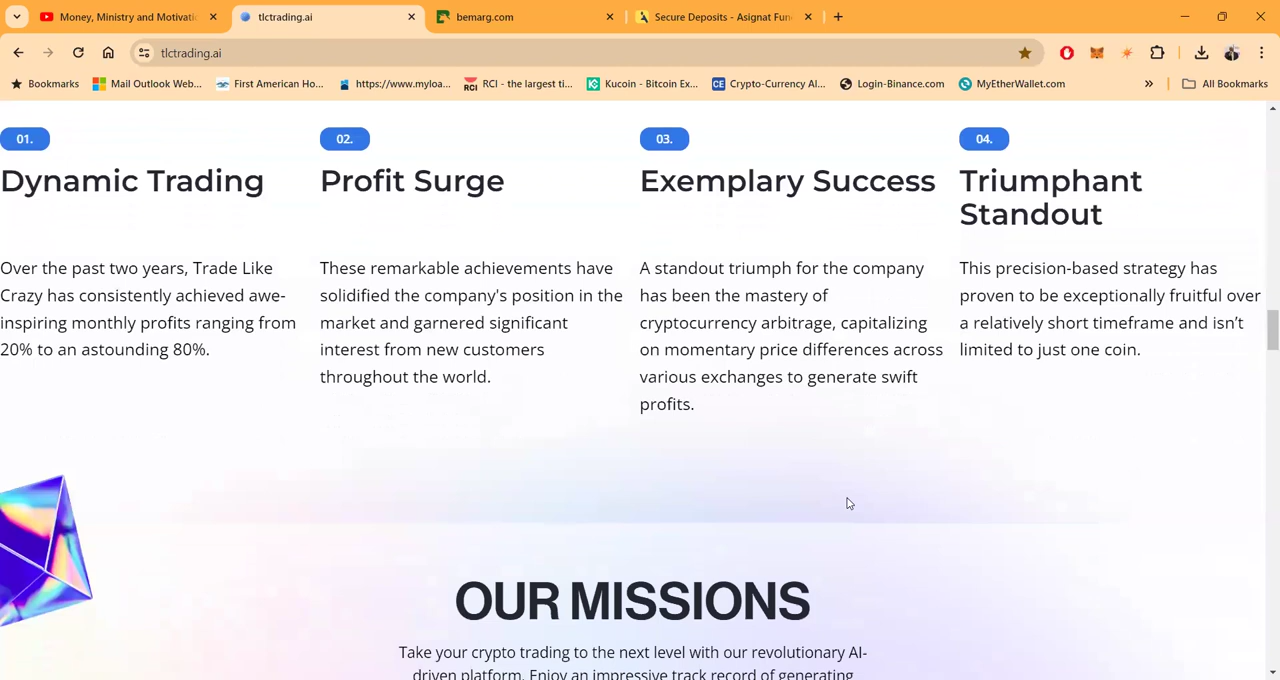 Money, Ministry and Motivati
tlctrading.ai
bemarg.com
Secure Deposits - Asignat Fun
tlctrading.ai
Bookmarks
Mail Outlook Web...
First American Ho...
https://www.myloa...
RCI - the largest ti...
Kucoin - Bitcoin Ex...
Crypto-Currency AI...
Login-Binance.com
MyEtherWallet.com
All Bookmarks
01.
Dynamic Trading
Over the past two years, Trade Like
Crazy has consistently achieved awe-
inspiring monthly profits ranging from
20% to an astounding 80%.
02.
Profit Surge
These remarkable achievements have
solidified the company's position in the
market and garnered significant
interest from new customers
throughout the world.
03.
Exemplary Success
A standout triumph for the company
has been the mastery of
cryptocurrency arbitrage, capitalizing
on momentary price differences across
various exchanges to generate swift
profits.
04.
Triumphant
Standout
This precision-based strategy has
proven to be exceptionally fruitful over
a relatively short timeframe and isn’t
limited to just one coin.
OUR MISSIONS
Take your crypto trading to the next level with our revolutionary AI-
driven platform. Enjoy an impressive track record of generating